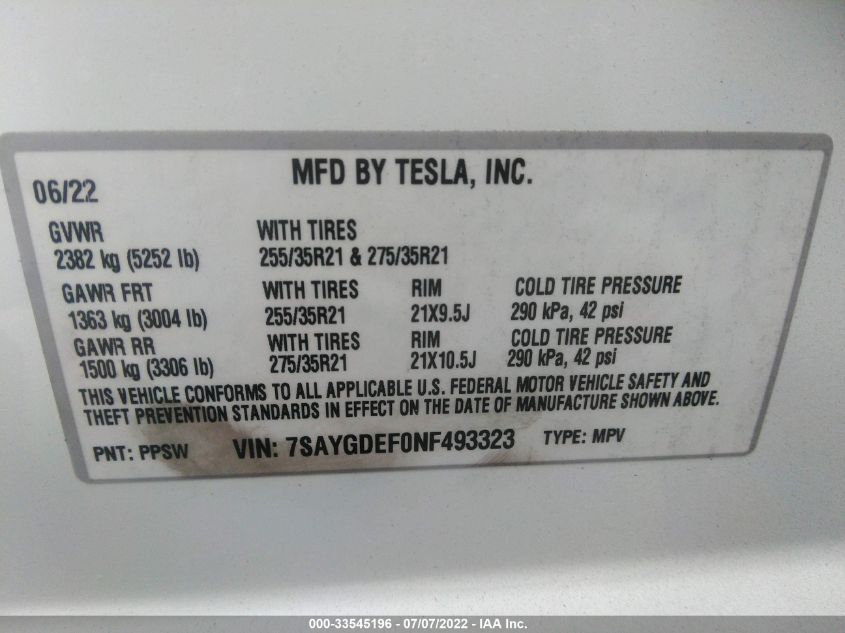 06/22 MFD BY TESLA, INC.
GVWR WITH TIRES
2382 kg (5252 lb) 255/35R21 & 275/35R21
GAWR FRT WITH TIRES RIM COLD TIRE PRESSURE
1363 kg (3004 lb) 255/35R21 21X9.5J 290 kPa, 42 psi
GAWR RR WITH TIRES RIM COLD TIRE PRESSURE
1500 kg (3306 lb) 275/35R21 21X10.5J 290 kPa, 42 psi
THIS VEHICLE CONFORMS TO ALL APPLICABLE U.S. FEDERAL MOTOR VEHICLE SAFETY AND
THEFT PREVENTION STANDARDS IN EFFECT ON THE DATE OF MANUFACTURE SHOWN ABOVE.
PNT: PPSW VIN: 7SAYGDEF0NF493323 TYPE: MPV
000-33545196 - 07/07/2022 - IAA Inc.